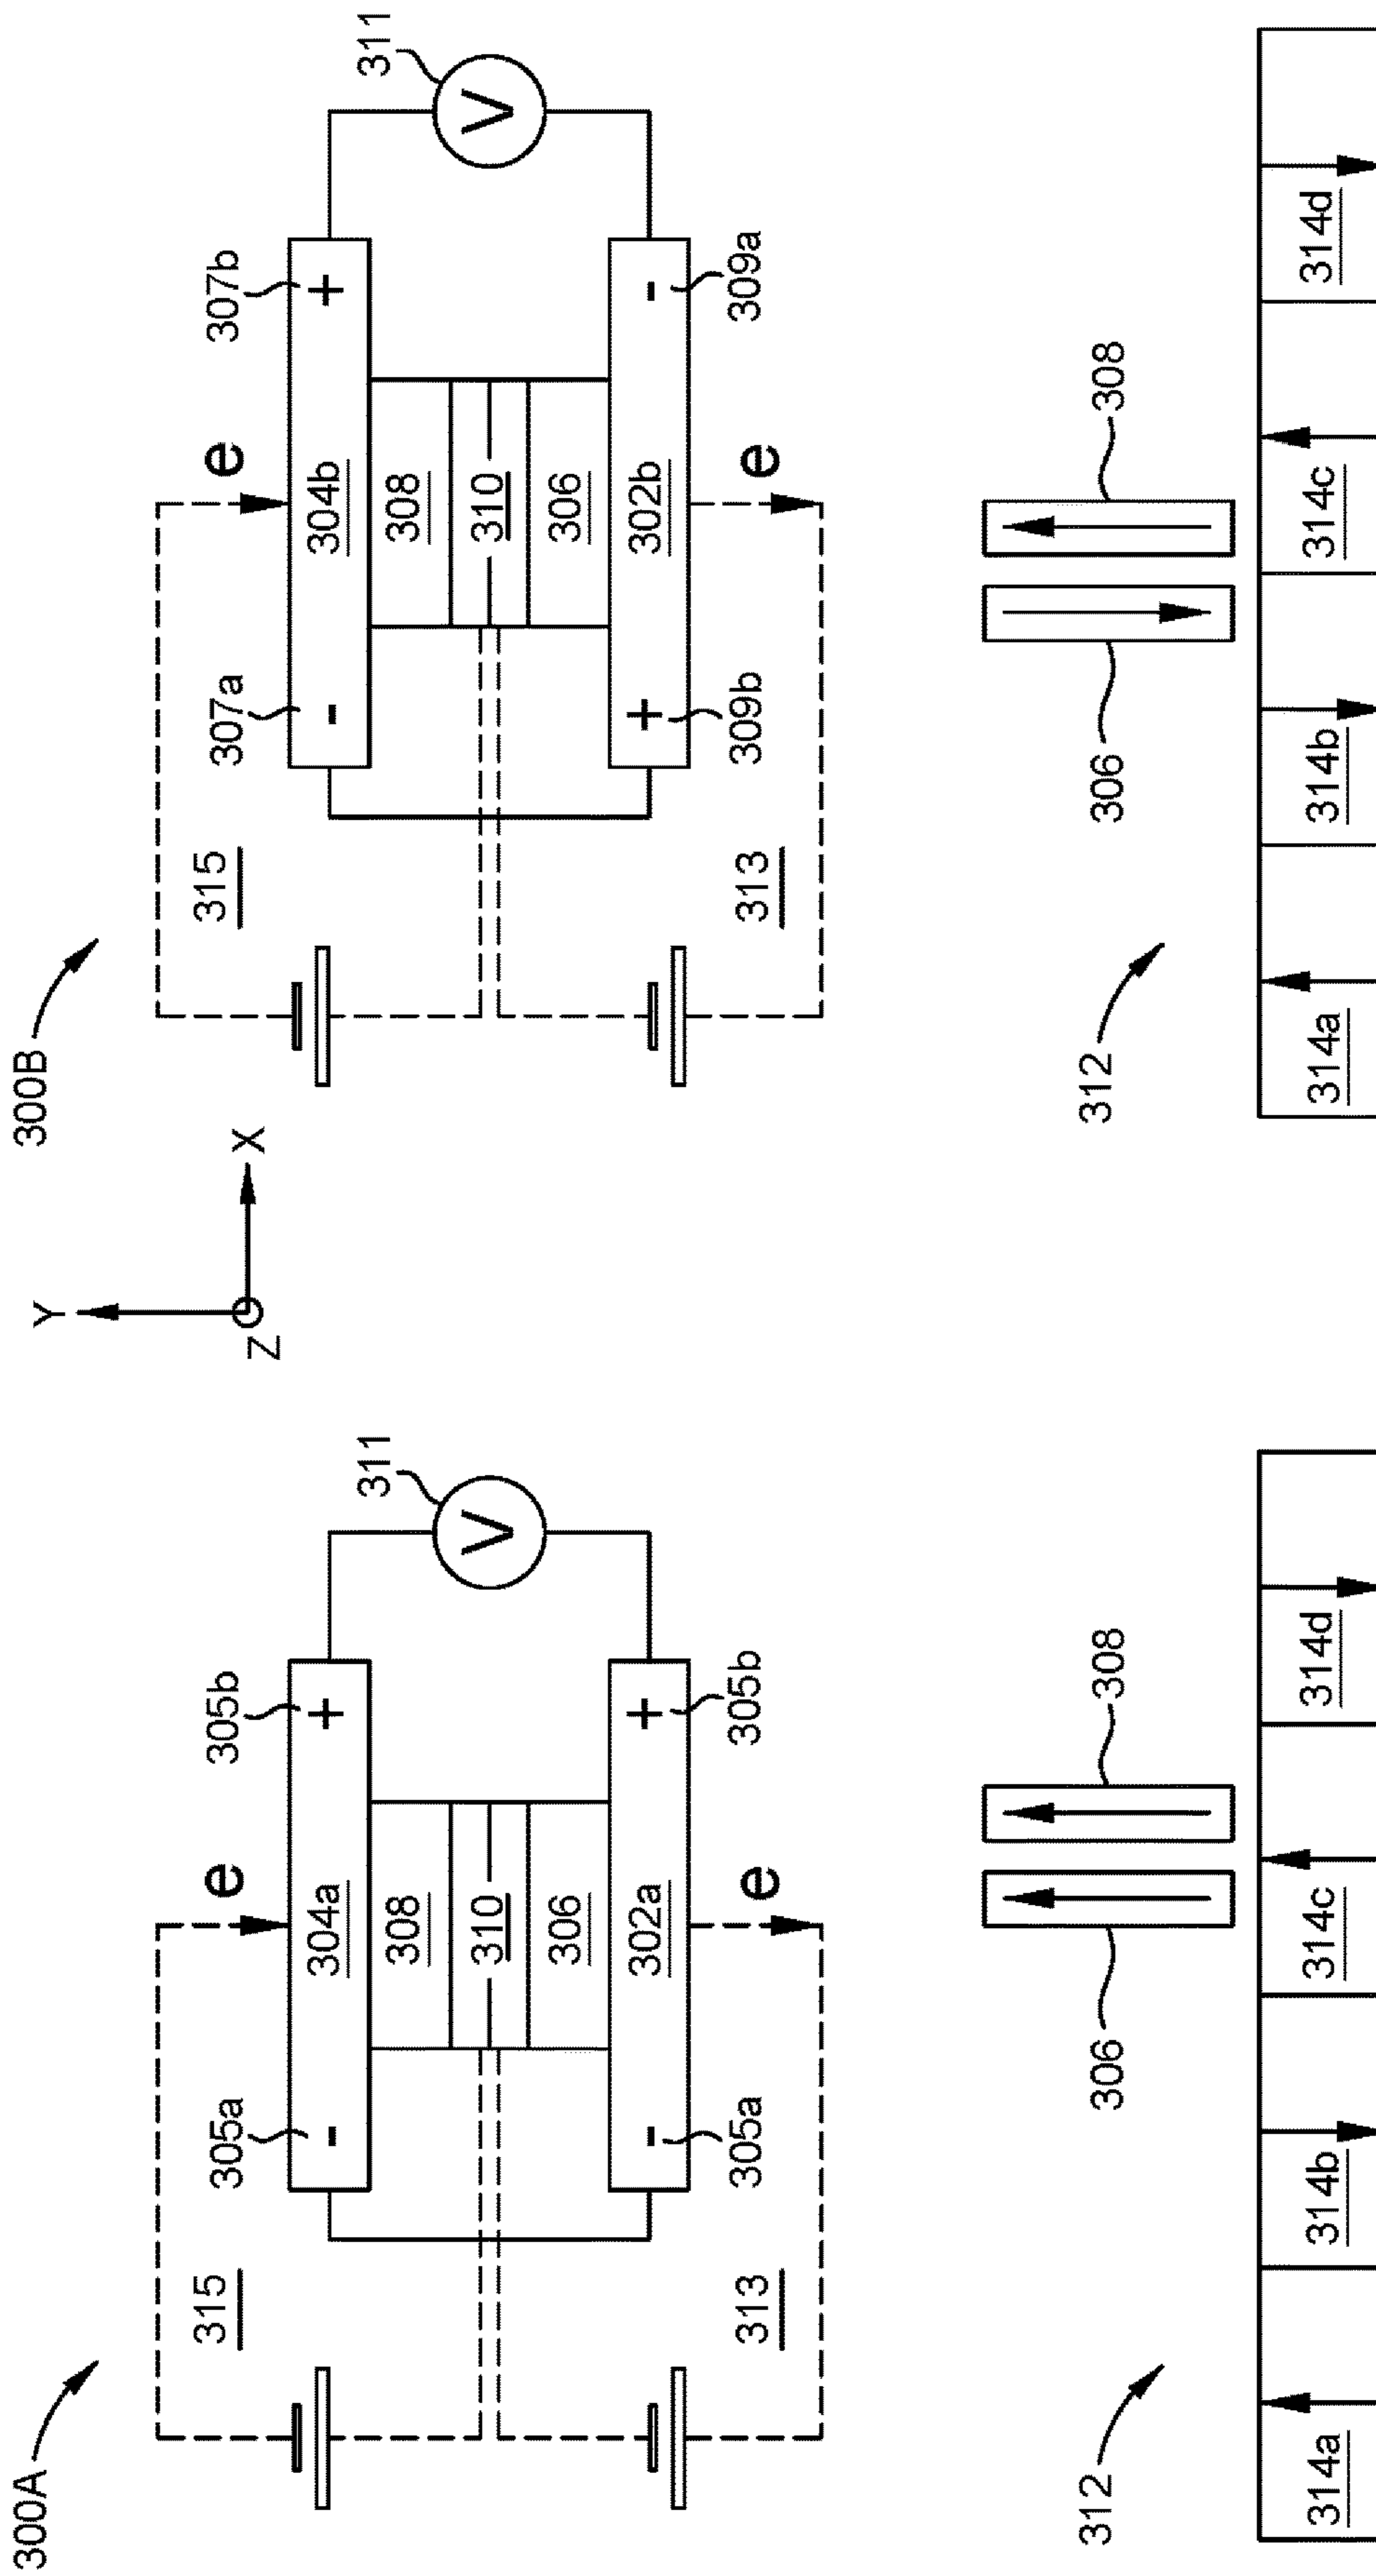 300A
315
305a
-
304a
e
305b
+
311
V
308
310
306
313
305a
-
302a
e
305b
+
312
306
308
314a
314b
314c
314d
Y
X
Z
300B
315
307a
-
304b
e
307b
+
311
V
308
310
306
313
309b
+
302b
e
309a
-
312
306
308
314a
314b
314c
314d